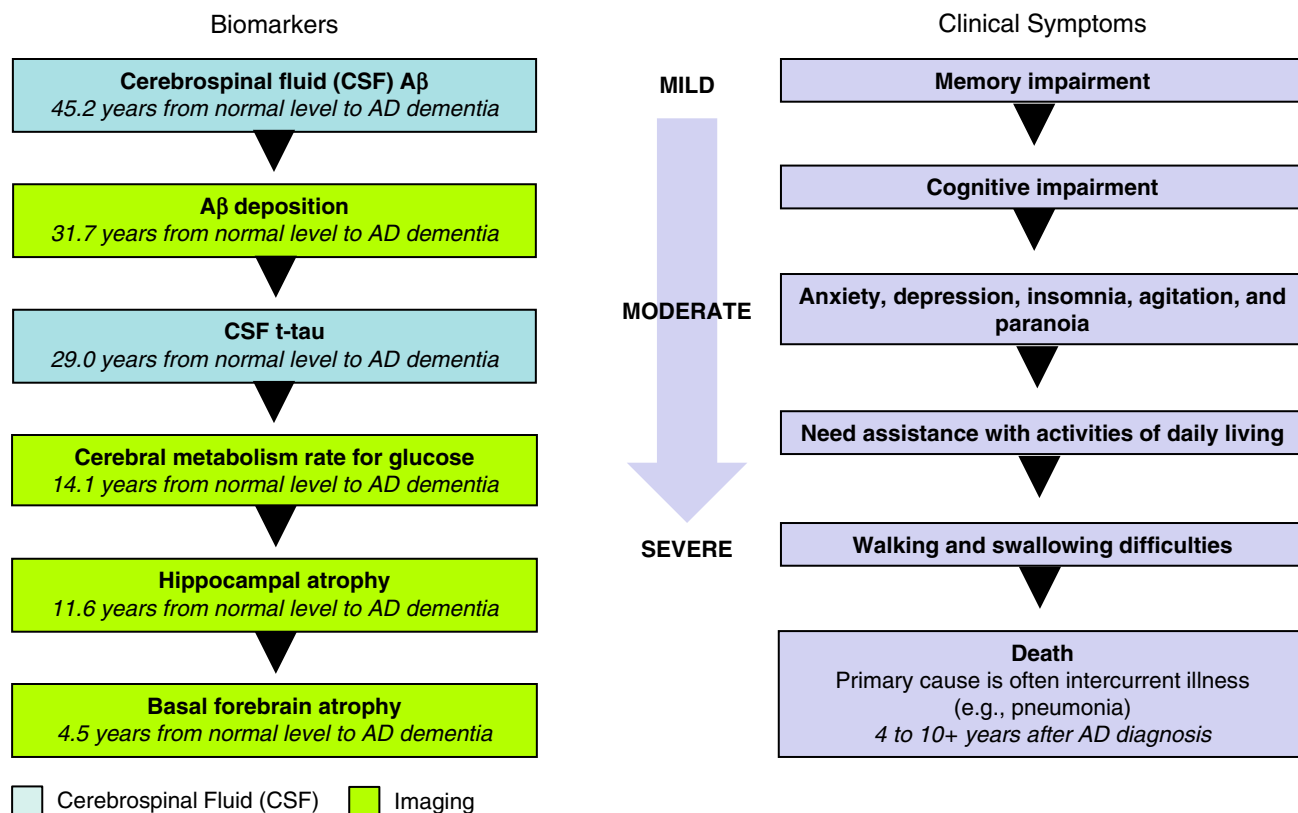 Biomarkers
Cerebrospinal fluid (CSF) Aβ
45.2 years from normal level to AD dementia
Aβ deposition
31.7 years from normal level to AD dementia
CSF t-tau
29.0 years from normal level to AD dementia
Cerebral metabolism rate for glucose
14.1 years from normal level to AD dementia
Hippocampal atrophy
11.6 years from normal level to AD dementia
Basal forebrain atrophy
4.5 years from normal level to AD dementia
Cerebrospinal Fluid (CSF)
Imaging
MILD
MODERATE
SEVERE
Clinical Symptoms
Memory impairment
Cognitive impairment
Anxiety, depression, insomnia, agitation, and
paranoia
Need assistance with activities of daily living
Walking and swallowing difficulties
Death
Primary cause is often intercurrent illness
(e.g., pneumonia)
4 to 10+ years after AD diagnosis